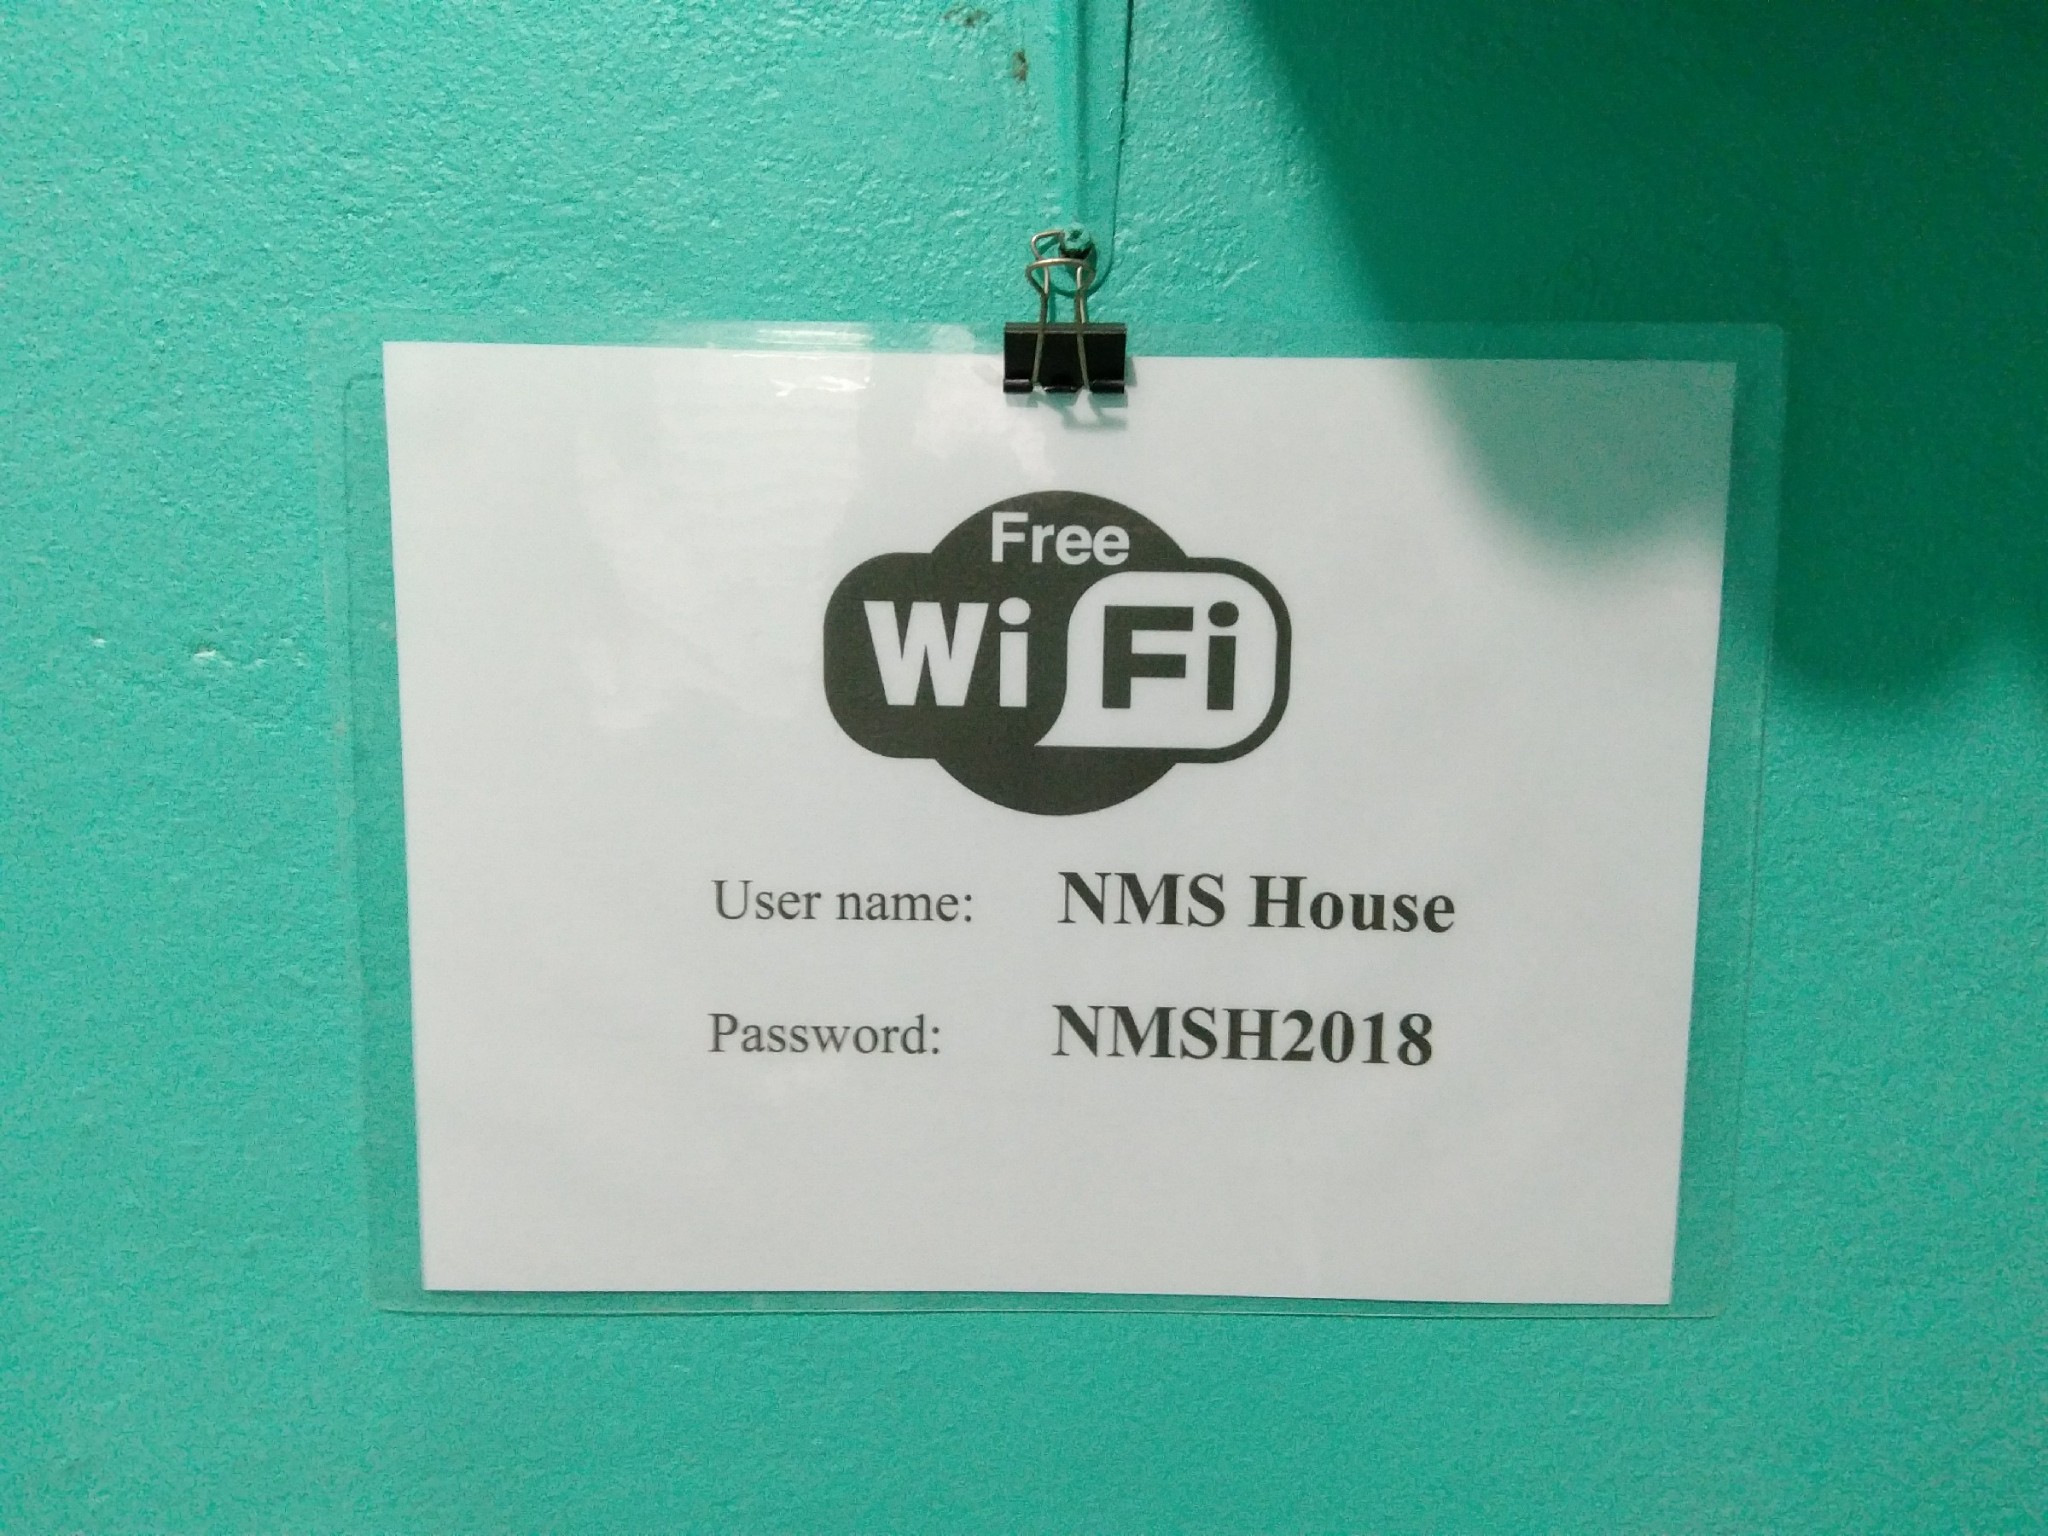 Free
Wi Fi
User name: NMS House
Password: NMSH2018